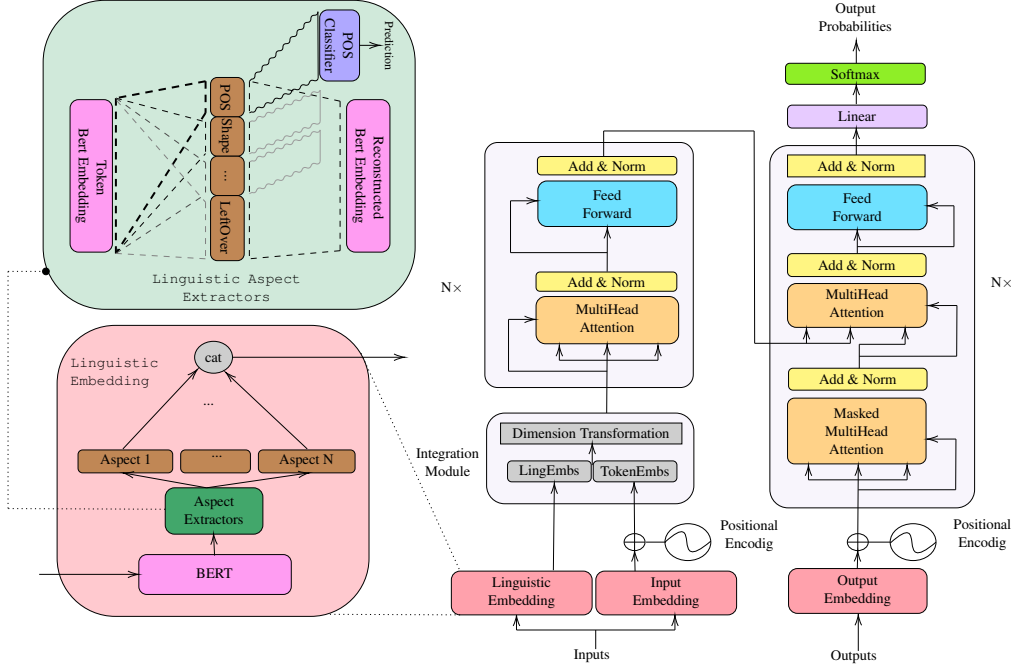 POS
Classifier
Prediction
POS
Shape
...
LeftOver
Token
Bert Embedding
Reconstructed
Bert Embedding
Linguistic Aspect
Extractors
Linguistic
Embedding
cat
...
Aspect 1
...
Aspect N
Aspect
Extractors
BERT
Add & Norm
Feed
Forward
N×
Add & Norm
MultiHead
Attention
Integration
Module
Dimension Transformation
LingEmbs
TokenEmbs
Positional
Encodig
Linguistic
Embedding
Input
Embedding
Inputs
Output
Probabilities
Softmax
Linear
Add & Norm
Feed
Forward
Add & Norm
N×
MultiHead
Attention
Add & Norm
Masked
MultiHead
Attention
Positional
Encodig
Output
Embedding
Outputs